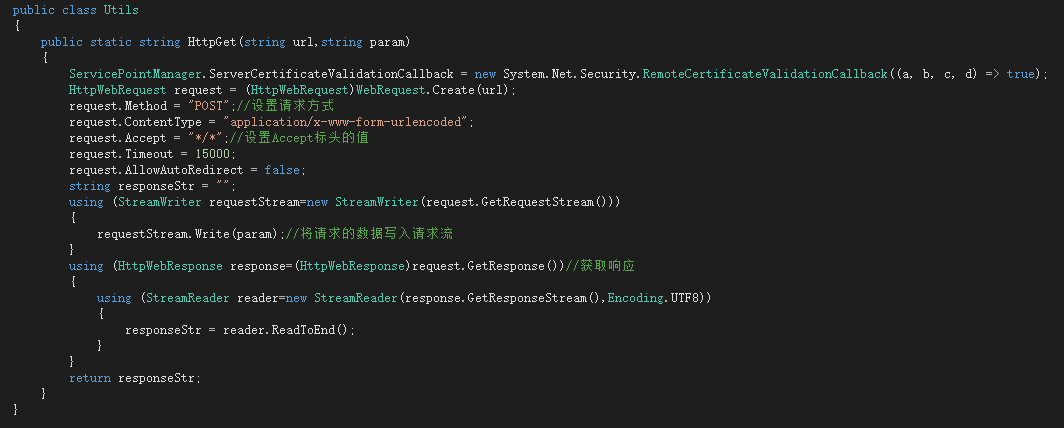 public class Utils
{
    public static string HttpGet(string url,string param)
    {
        ServicePointManager.ServerCertificateValidationCallback = new System.Net.Security.RemoteCertificateValidationCallback((a, b, c, d) => true);
        HttpWebRequest request = (HttpWebRequest)WebRequest.Create(url);
        request.Method = "POST";//设置请求方式
        request.ContentType = "application/x-www-form-urlencoded";
        request.Accept = "*/*";//设置Accept标头的值
        request.Timeout = 15000;
        request.AllowAutoRedirect = false;
        string responseStr = "";
        using (StreamWriter requestStream=new StreamWriter(request.GetRequestStream()))
        {
            requestStream.Write(param);//将请求的数据写入请求流
        }
        using (HttpWebResponse response=(HttpWebResponse)request.GetResponse())//获取响应
        {
            using (StreamReader reader=new StreamReader(response.GetResponseStream(),Encoding.UTF8))
            {
                responseStr = reader.ReadToEnd();
            }
        }
        return responseStr;
    }
}